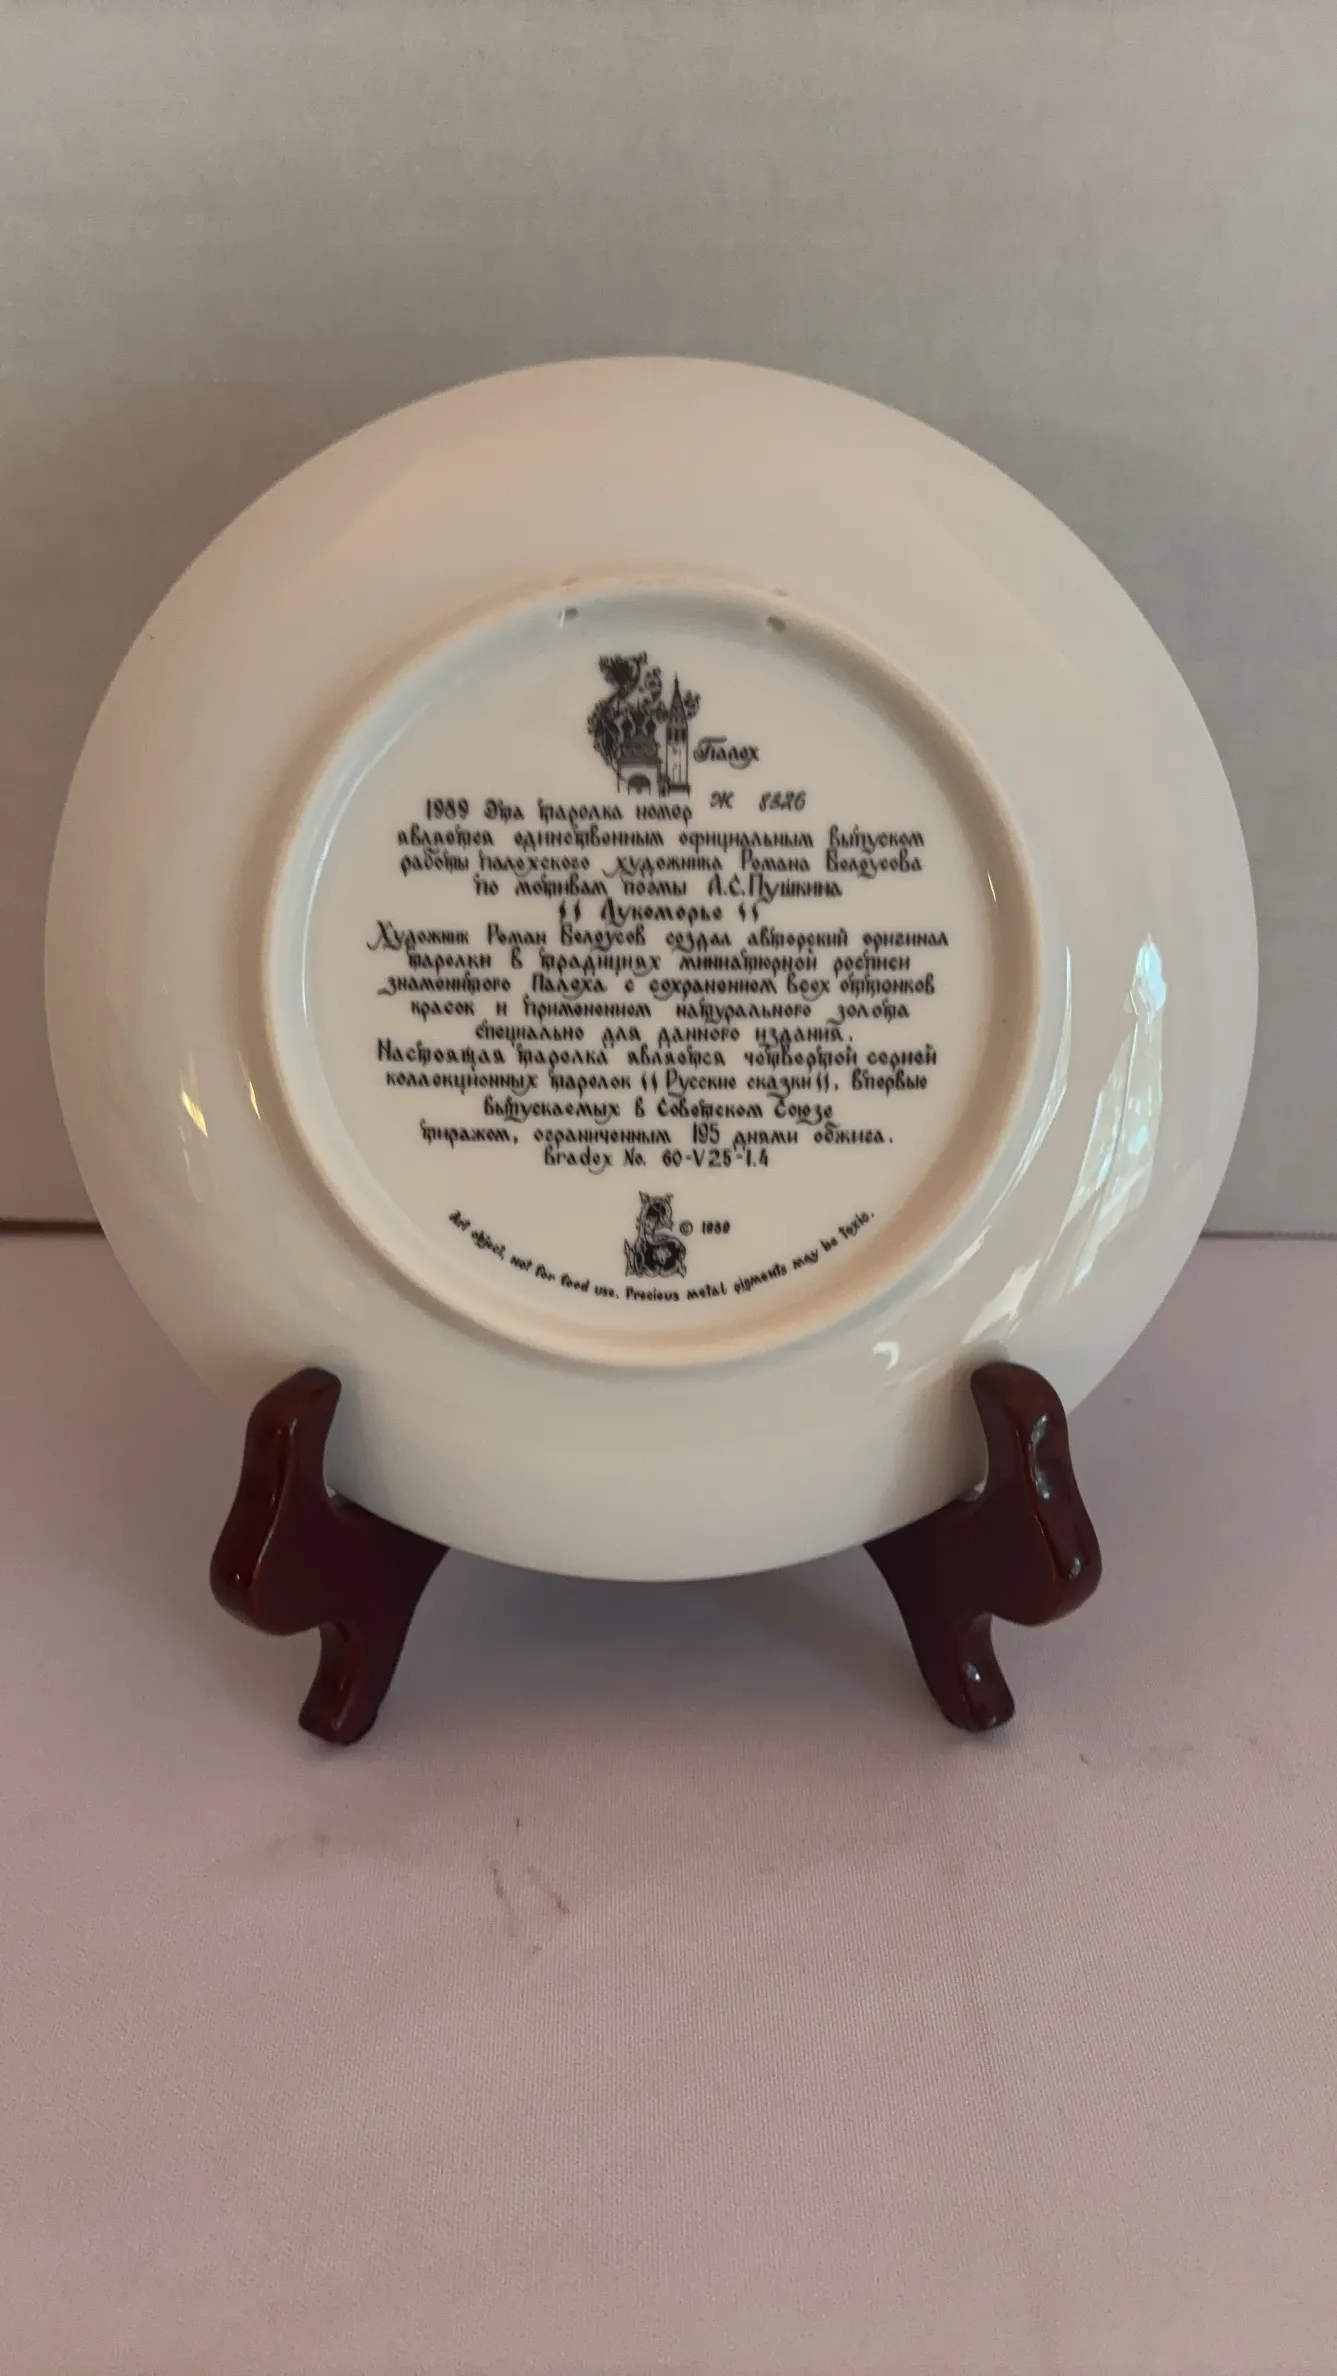 Палех
1989 Эта тарелка номер Ж 8326
является единственным официальным выпуском
работы палехского художника Романа Белоусова
по мотивам поэмы А.С.Пушкина
"Лукоморье"
Художник Роман Белоусов создал авторский оригинал
тарелки в традициях миниатюрной росписи
знаменитого Палеха с сохранением всех оттенков
красок и применением натурального золота
специально для данного издания.
Настоящая тарелка является четвертой серией
коллекционных тарелок "Русские сказки", впервые
выпускаемых в Советском Союзе
тиражом, ограниченным 195 днями обжига.
Bradex No. 60-V25-1.4
© 1989
Art object, not for food use. Precious metal pigments may be toxic.